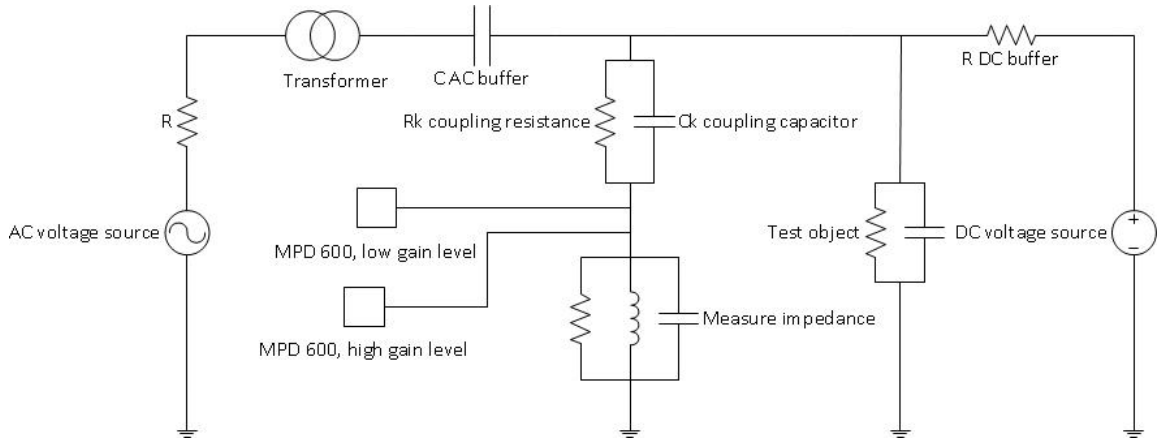 Transformer
C AC buffer
R DC buffer
R
Rk coupling resistance
Ck coupling capacitor
AC voltage source
MPD 600, low gain level
Test object
DC voltage source
+
−
MPD 600, high gain level
Measure impedance